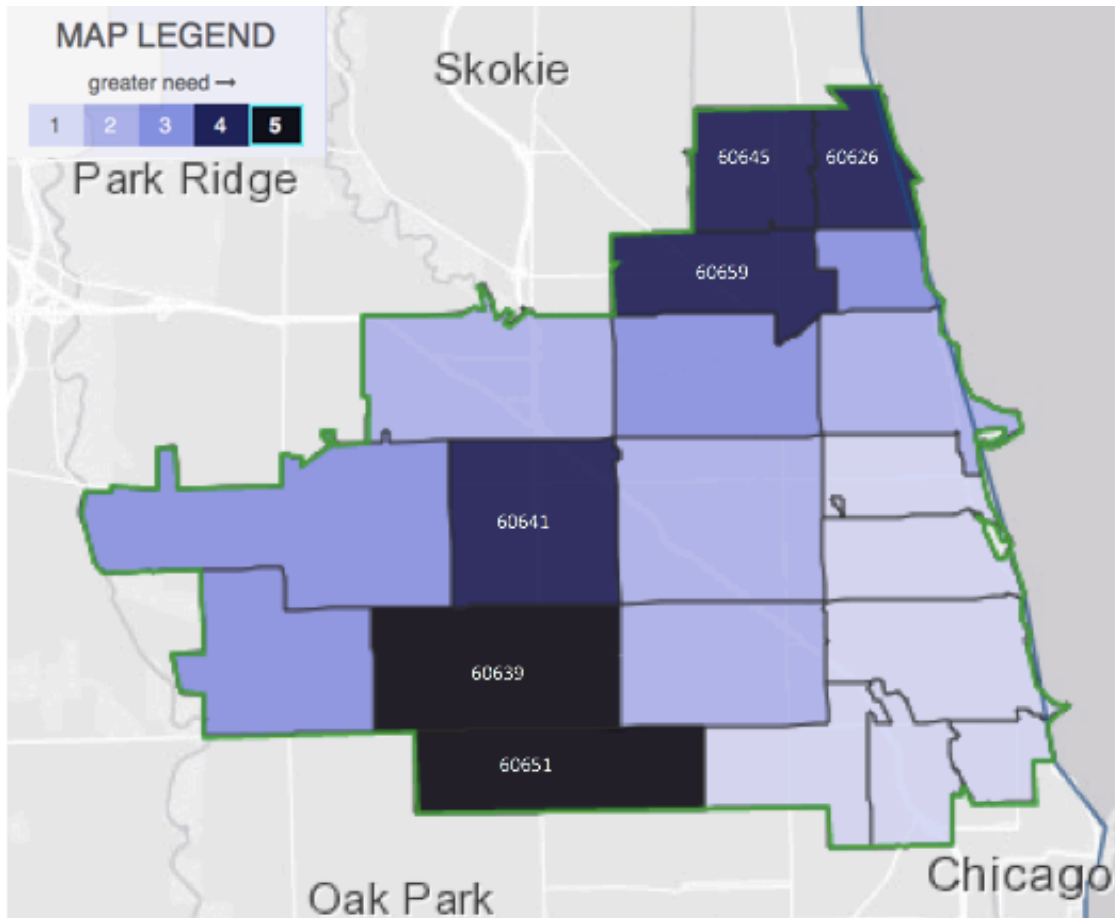 MAP LEGEND
greater need →
1 2 3 4 5
Skokie
Park Ridge
60645
60626
60659
60641
60639
60651
Chicago
Oak Park